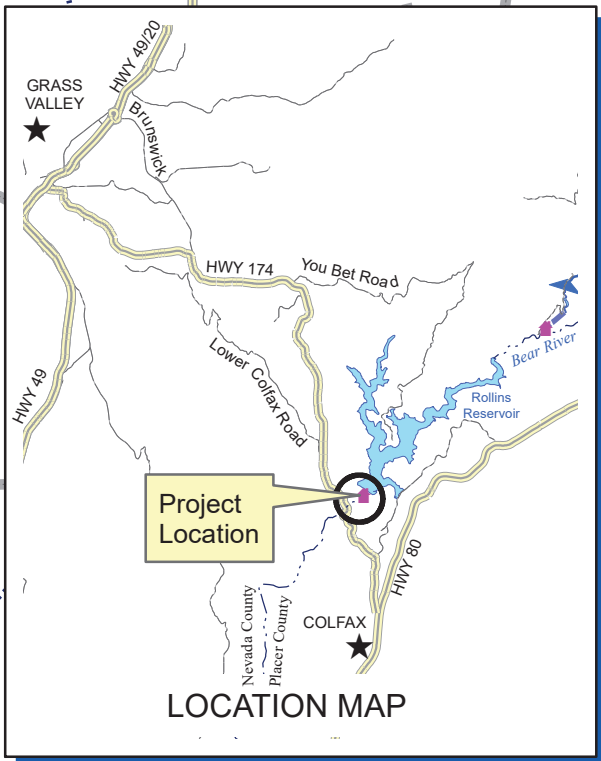 HWY 49/20
GRASS
VALLEY
Brunswick
HWY 174
You Bet Road
Bear River
Lower Colfax Road
Rollins
Reservoir
HWY 49
Project
Location
HWY 80
Nevada County
Placer County
COLFAX
LOCATION MAP